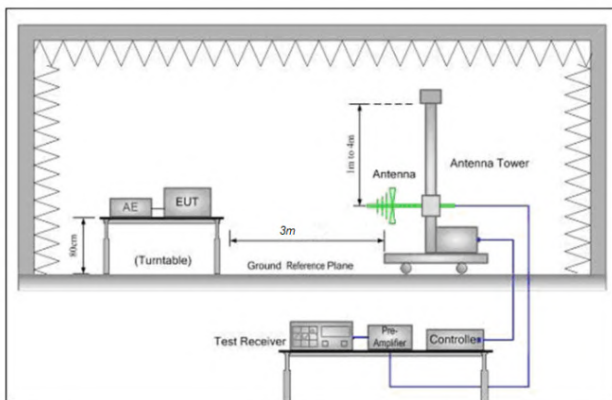 1m to 4m
Antenna
Antenna Tower
AE
EUT
3m
80cm
(Turntable)
Ground Reference Plane
Test Receiver
Pre-
Amplifier
Controller